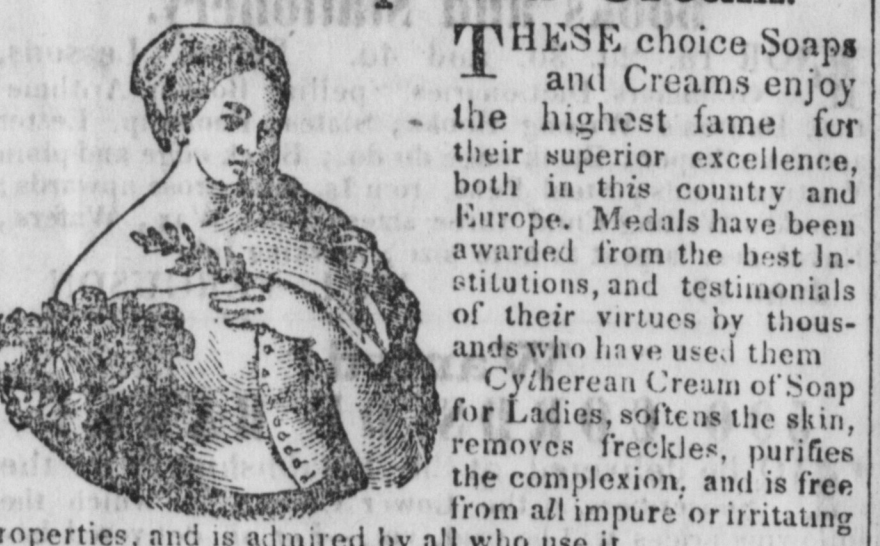 THESE choice Soaps
and Creams enjoy
the highest fame for
their superior excellence,
both in this country and
Europe. Medals have been
awarded from the best In-
stitutions, and testimonials
of their virtues by thous-
ands who have used them
Cytherean Cream of Soap
for Ladies, softens the skin,
removes freckles, purifies
the complexion, and is free
from all impure or irritating
roperties, and is admired by all who use it